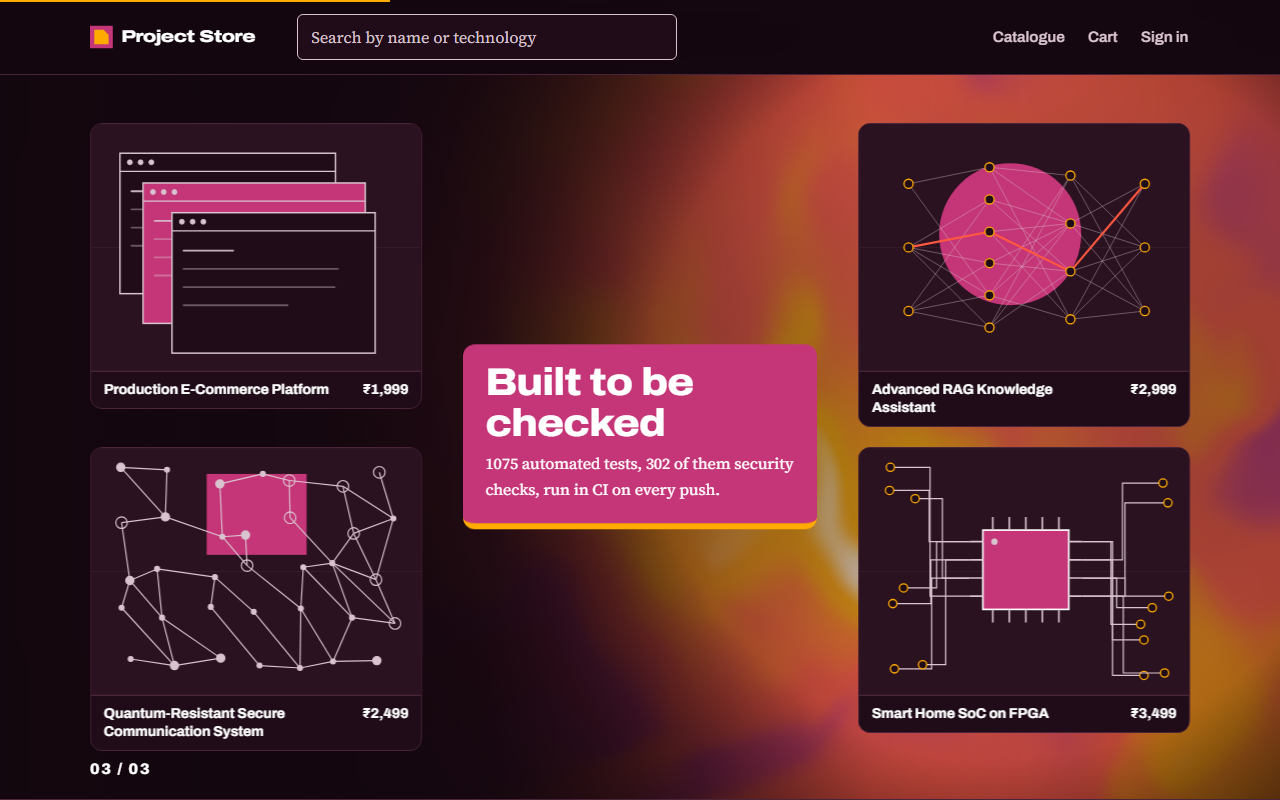 Project Store
Search by name or technology
Catalogue
Cart
Sign in
Production E-Commerce Platform
₹1,999
Advanced RAG Knowledge
Assistant
₹2,999
Built to be
checked
1075 automated tests, 302 of them security
checks, run in CI on every push.
Quantum-Resistant Secure
Communication System
₹2,499
Smart Home SoC on FPGA
₹3,499
03 / 03